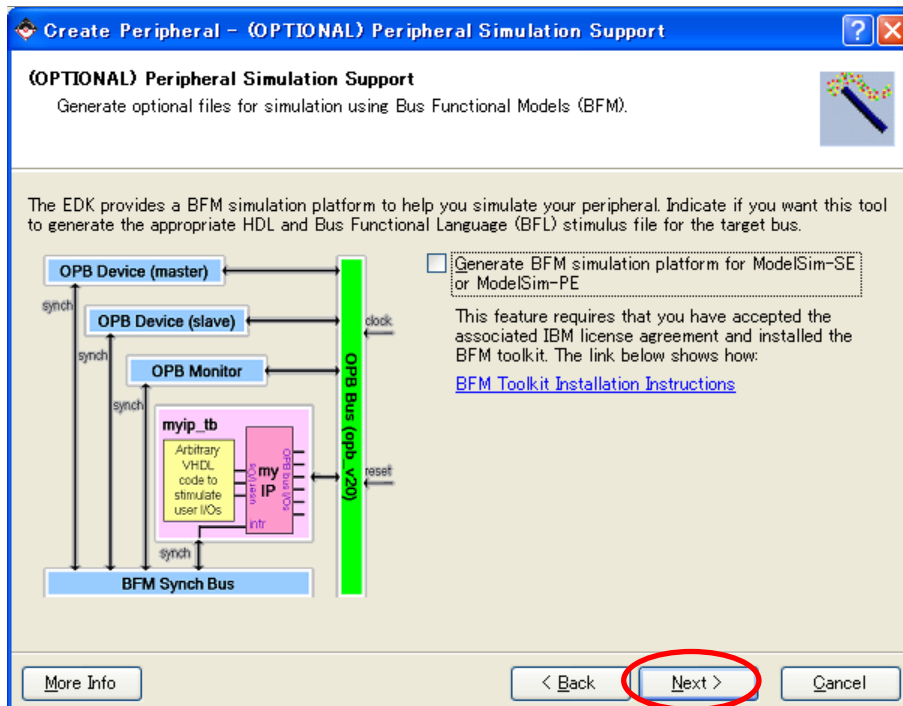 Create Peripheral - (OPTIONAL) Peripheral Simulation Support
(OPTIONAL) Peripheral Simulation Support
Generate optional files for simulation using Bus Functional Models (BFM).
The EDK provides a BFM simulation platform to help you simulate your peripheral. Indicate if you want this tool
to generate the appropriate HDL and Bus Functional Language (BFL) stimulus file for the target bus.
OPB Device (master)
synch
OPB Device (slave)
clock
synch
OPB Monitor
synch
OPB Bus (opb_v20)
myip_tb
Arbitrary
VHDL
code to
stimulate
user I/Os
user I/Os
my
IP
OPB bus I/Os
intr
reset
synch
BFM Synch Bus
Generate BFM simulation platform for ModelSim-SE
or ModelSim-PE
This feature requires that you have accepted the
associated IBM license agreement and installed the
BFM toolkit. The link below shows how:
BFM Toolkit Installation Instructions
More Info
< Back
Next >
Cancel